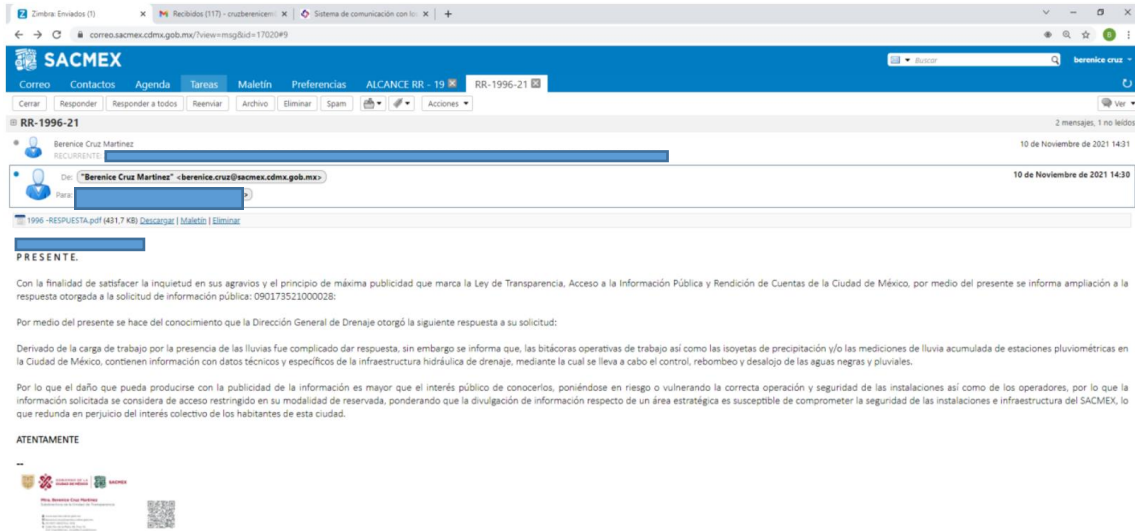 Zimbra: Enviados (1)
Recibidos (117) - cruzberenicem
Sistema de comunicación con los
correo.sacmex.cdmx.gob.mx/?view=msg&id=17020#9
SACMEX
Buscar
berenice cruz
Correo Contactos Agenda Tareas Maletín Preferencias ALCANCE RR - 19 RR-1996-21
Cerrar Responder Responder a todos Reenviar Archivo Eliminar Spam Acciones Ver
RR-1996-21 2 mensajes, 1 no leídos
Berenice Cruz Martinez 10 de Noviembre de 2021 14:31
RECURRENTE:
De: "Berenice Cruz Martinez" <berenice.cruz@sacmex.cdmx.gob.mx> 10 de Noviembre de 2021 14:30
Para:
1996 -RESPUESTA.pdf (431,7 KB) Descargar | Maletín | Eliminar
P R E S E N T E.
Con la finalidad de satisfacer la inquietud en sus agravios y el principio de máxima publicidad que marca la Ley de Transparencia, Acceso a la Información Pública y Rendición de Cuentas de la Ciudad de México, por medio del presente se informa ampliación a la
respuesta otorgada a la solicitud de información pública: 090173521000028:
Por medio del presente se hace del conocimiento que la Dirección General de Drenaje otorgó la siguiente respuesta a su solicitud:
Derivado de la carga de trabajo por la presencia de las lluvias fue complicado dar respuesta, sin embargo se informa que, las bitácoras operativas de trabajo así como las isoyetas de precipitación y/o las mediciones de lluvia acumulada de estaciones pluviométricas en
la Ciudad de México, contienen información con datos técnicos y específicos de la infraestructura hidráulica de drenaje, mediante la cual se lleva a cabo el control, rebombeo y desalojo de las aguas negras y pluviales.
Por lo que el daño que pueda producirse con la publicidad de la información es mayor que el interés público de conocerlos, poniéndose en riesgo o vulnerando la correcta operación y seguridad de las instalaciones así como de los operadores, por lo que la
información solicitada se considera de acceso restringido en su modalidad de reservada, ponderando que la divulgación de información respecto de un área estratégica es susceptible de comprometer la seguridad de las instalaciones e infraestructura del SACMEX, lo
que redunda en perjuicio del interés colectivo de los habitantes de esta ciudad.
ATENTAMENTE
--
SACMEX
Mtra. Berenice Cruz Martínez